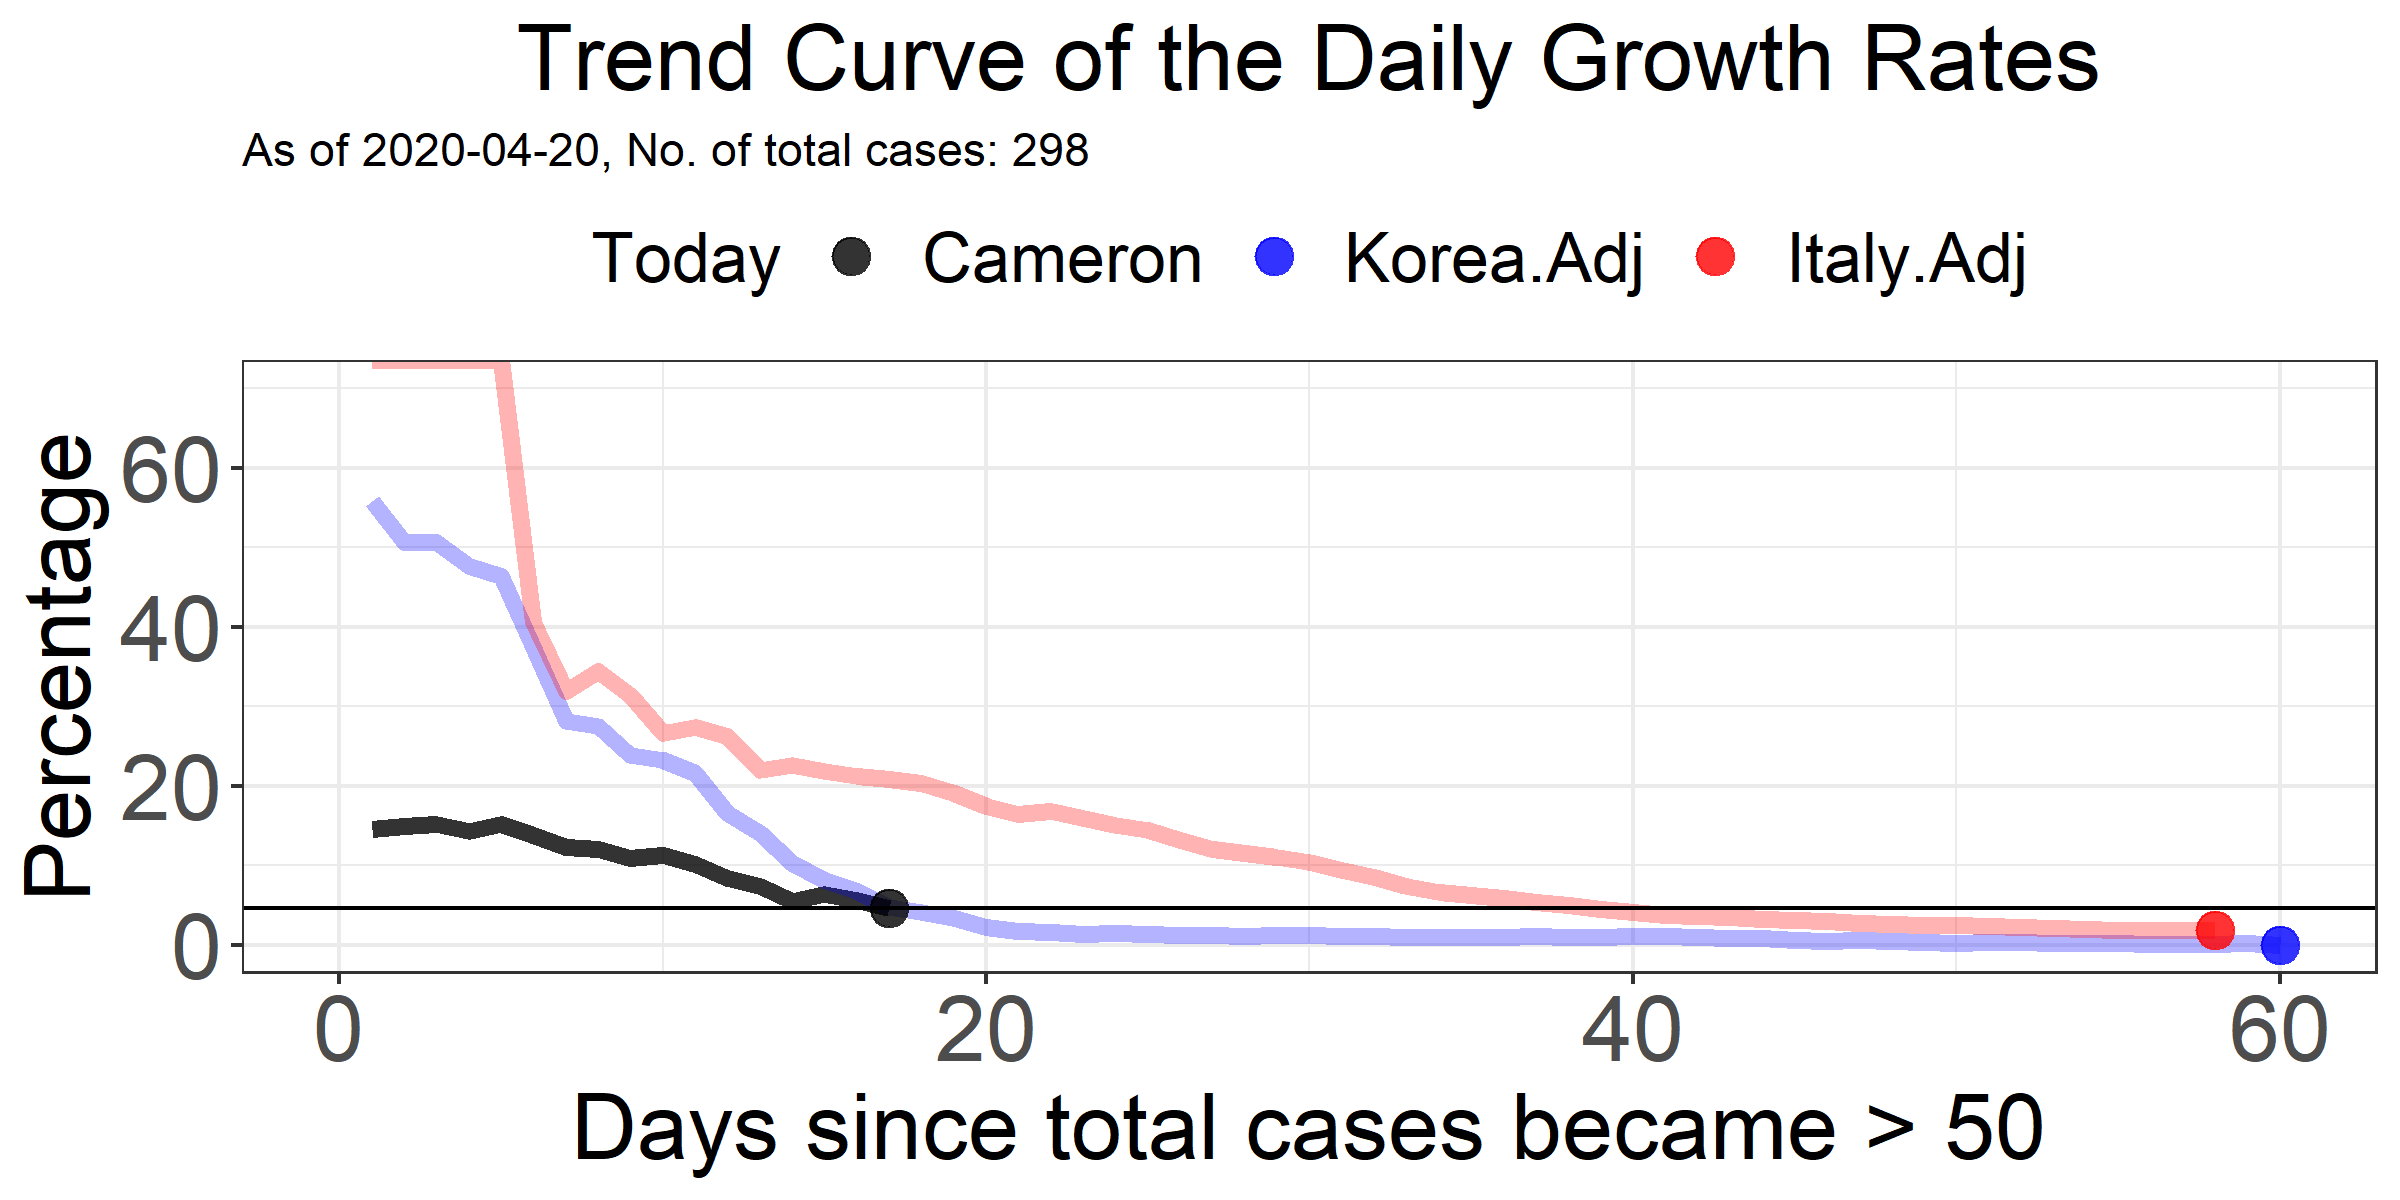 Trend Curve of the Daily Growth Rates
As of 2020-04-20, No. of total cases: 298
Today Cameron Korea.Adj Italy.Adj
Percentage
60
40
20
0
0 20 40 60
Days since total cases became > 50